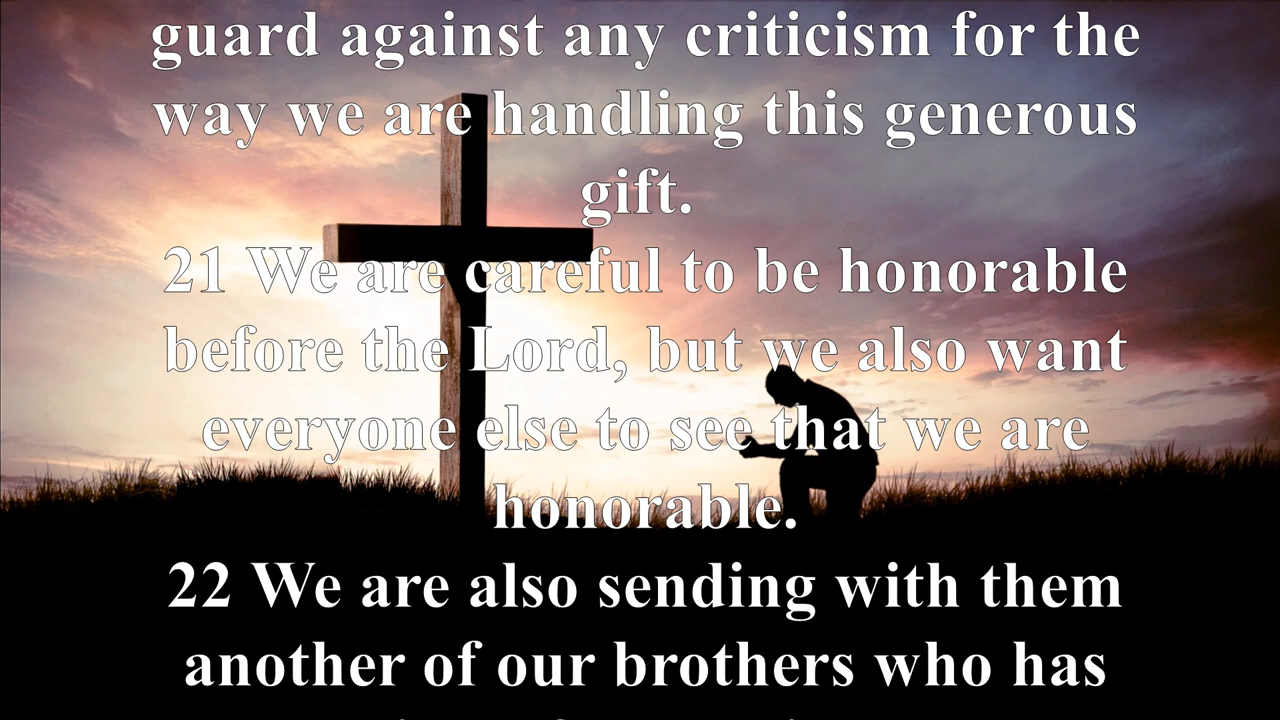 guard against any criticism for the
way we are handling this generous
gift.
21 We are careful to be honorable
before the Lord, but we also want
everyone else to see that we are
honorable.
22 We are also sending with them
another of our brothers who has